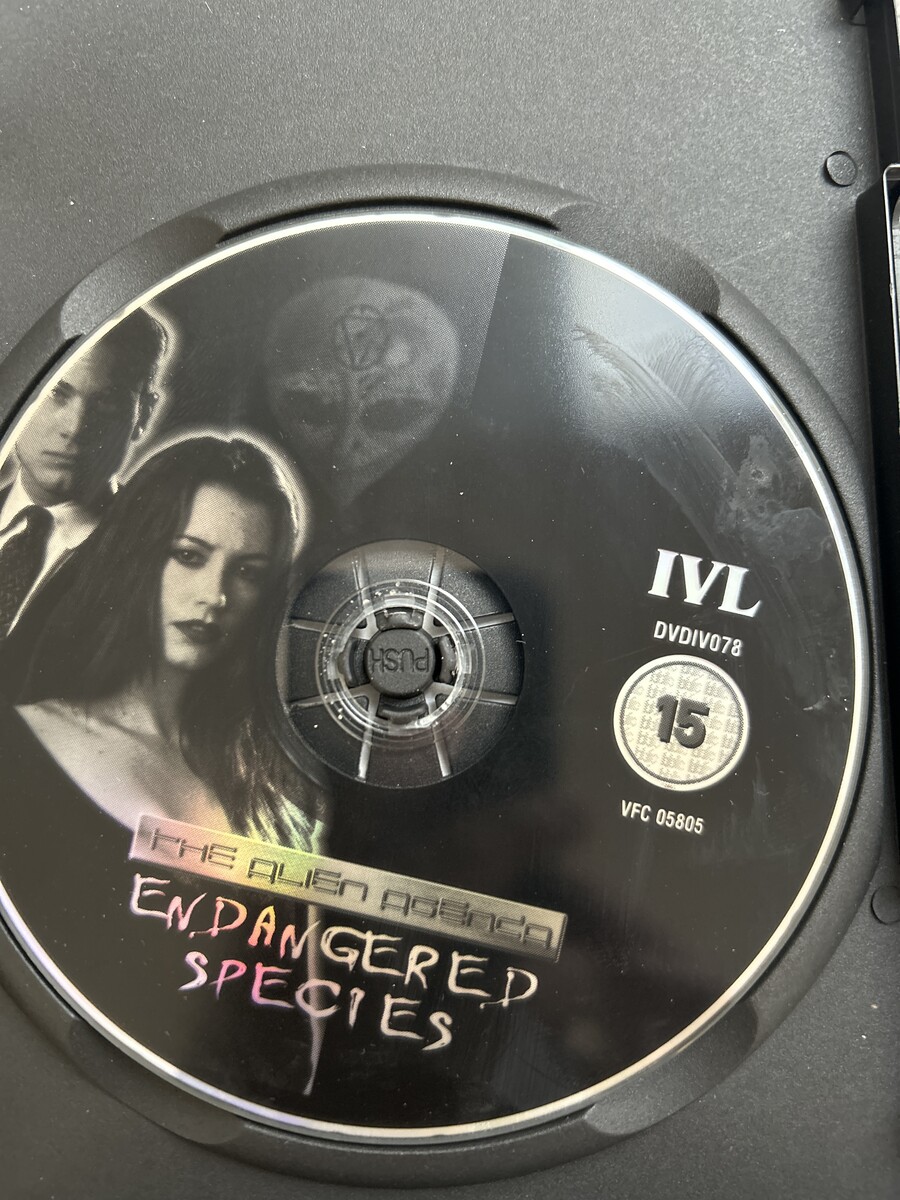 IVL
DVDIV078
15
VFC 05805
PUSH
THE ALIEN AGENDA
ENDANGERED
SPECIES